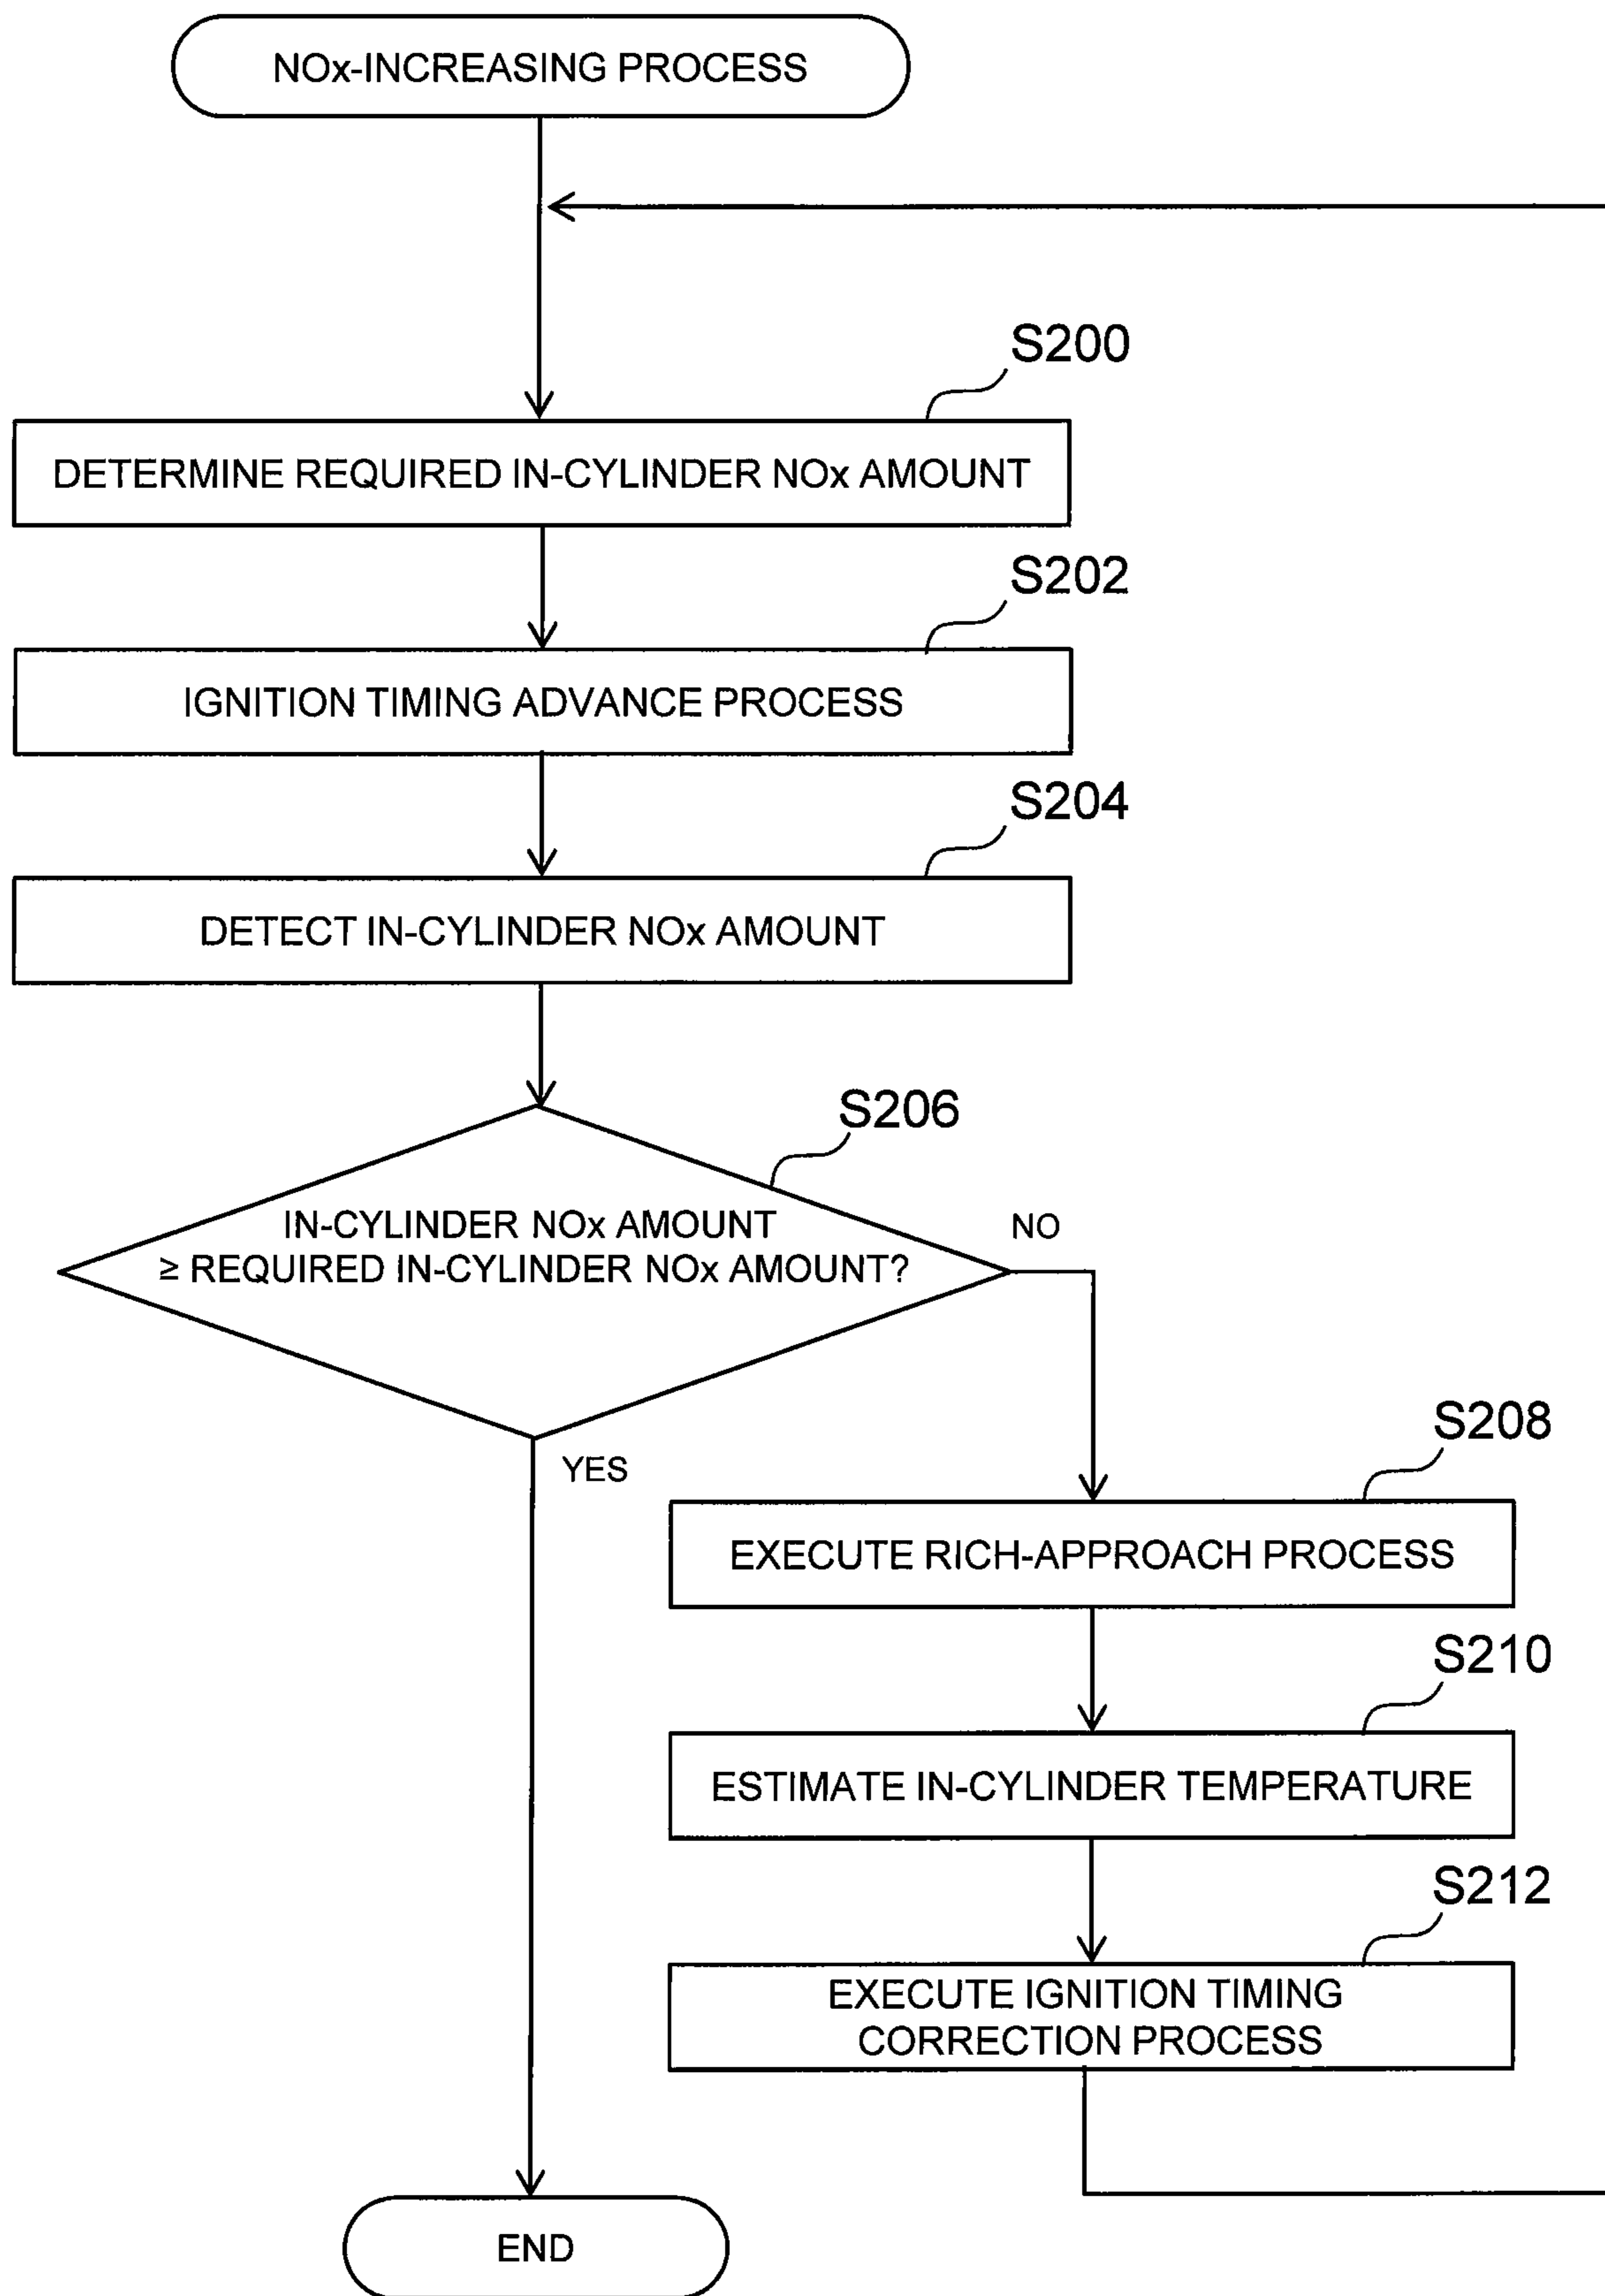 NOx-INCREASING PROCESS
S200
DETERMINE REQUIRED IN-CYLINDER NOx AMOUNT
S202
IGNITION TIMING ADVANCE PROCESS
S204
DETECT IN-CYLINDER NOx AMOUNT
S206
IN-CYLINDER NOx AMOUNT
≥ REQUIRED IN-CYLINDER NOx AMOUNT?
NO
YES
S208
EXECUTE RICH-APPROACH PROCESS
S210
ESTIMATE IN-CYLINDER TEMPERATURE
S212
EXECUTE IGNITION TIMING
CORRECTION PROCESS
END